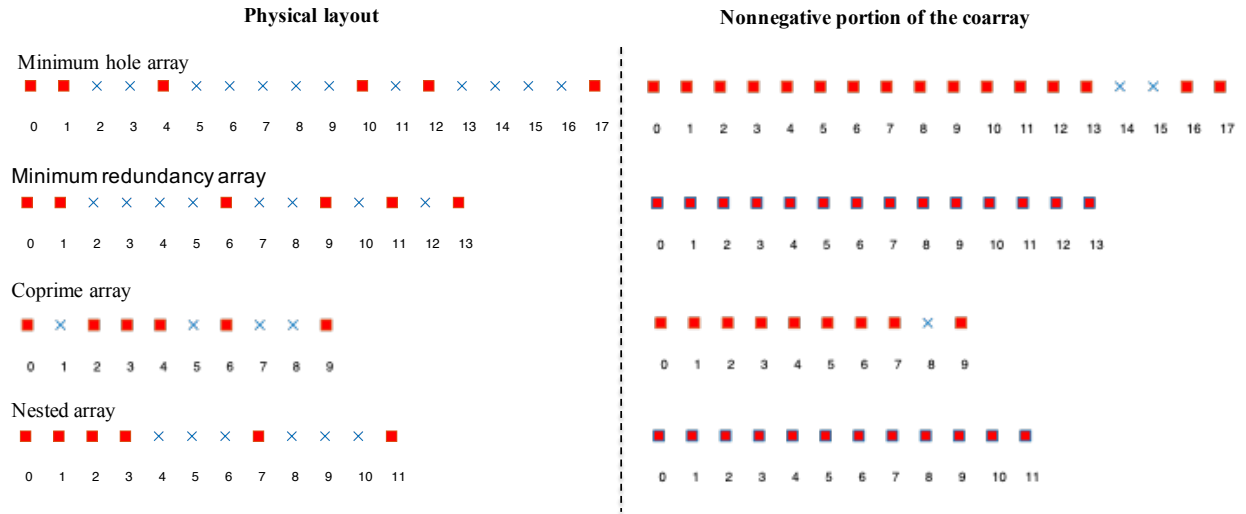 Physical layout
Nonnegative portion of the coarray
Minimum hole array
0 1 2 3 4 5 6 7 8 9 10 11 12 13 14 15 16 17
0 1 2 3 4 5 6 7 8 9 10 11 12 13 14 15 16 17
Minimum redundancy array
0 1 2 3 4 5 6 7 8 9 10 11 12 13
0 1 2 3 4 5 6 7 8 9 10 11 12 13
Coprime array
0 1 2 3 4 5 6 7 8 9
0 1 2 3 4 5 6 7 8 9
Nested array
0 1 2 3 4 5 6 7 8 9 10 11
0 1 2 3 4 5 6 7 8 9 10 11